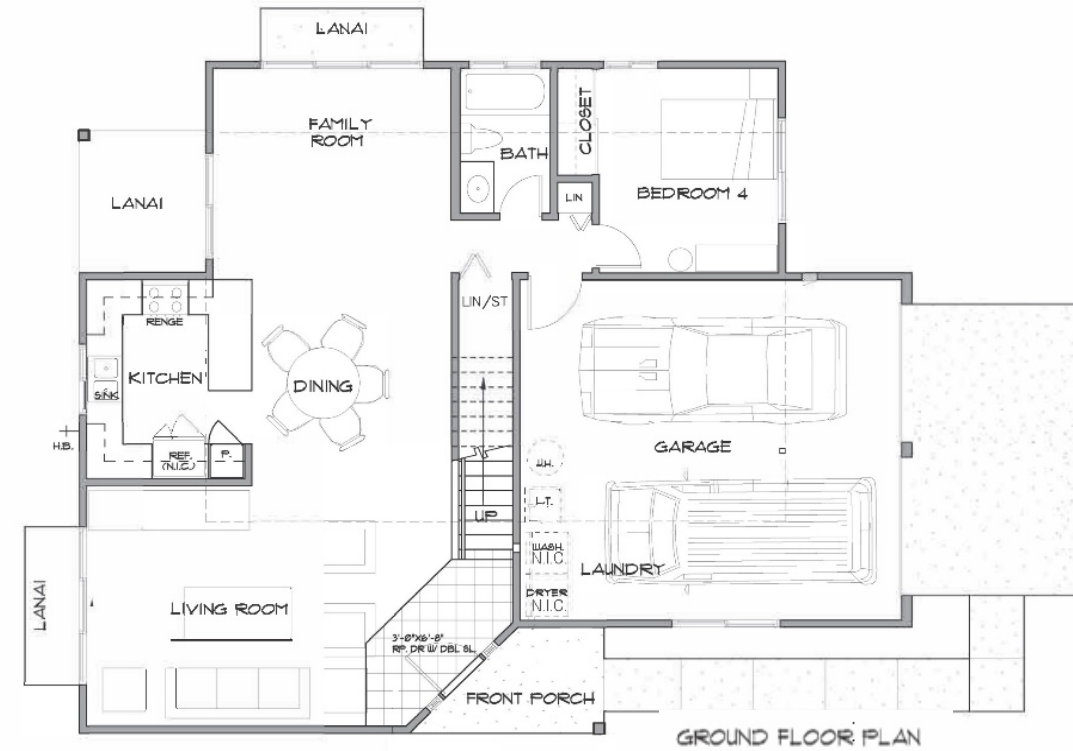 LANAI
FAMILY
ROOM
BATH
CLOSET
LIN
BEDROOM 4
LANAI
LIN/ST
RENGE
KITCHEN
SINK
DINING
H.B.
REF.
(N.I.C.)
P.
GARAGE
W.H.
L.T.
UP
WASH
N.I.C.
LAUNDRY
DRYER
N.I.C.
LANAI
LIVING ROOM
3'-0"X6'-8"
RP. DR W/ DBL SL.
FRONT PORCH
GROUND FLOOR PLAN